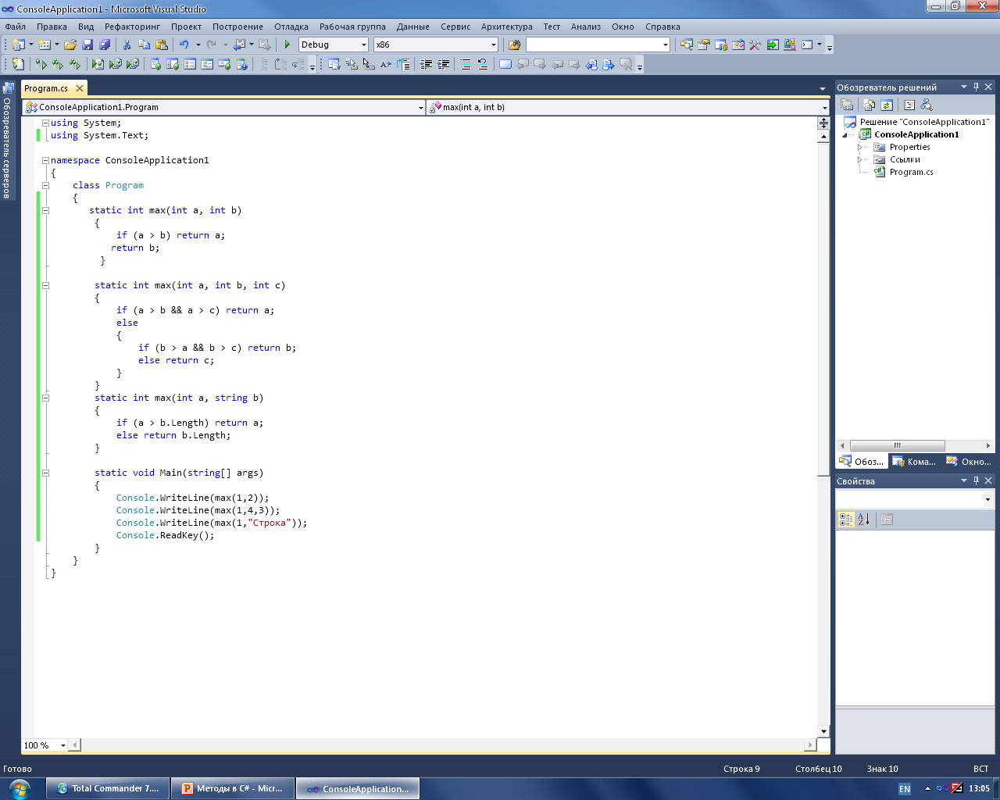 ConsoleApplication1 - Microsoft Visual Studio
Файл Правка Вид Рефакторинг Проект Построение Отладка Рабочая группа Данные Сервис Архитектура Тест Анализ Окно Справка
Debug x86
Обозреватель серверов
Program.cs
ConsoleApplication1.Program max(int a, int b)
using System;
using System.Text;
namespace ConsoleApplication1
{
class Program
{
static int max(int a, int b)
{
if (a > b) return a;
return b;
}
static int max(int a, int b, int c)
{
if (a > b && a > c) return a;
else
{
if (b > a && b > c) return b;
else return c;
}
}
static int max(int a, string b)
{
if (a > b.Length) return a;
else return b.Length;
}
static void Main(string[] args)
{
Console.WriteLine(max(1,2));
Console.WriteLine(max(1,4,3));
Console.WriteLine(max(1,"Строка"));
Console.ReadKey();
}
}
}
100 %
Обозреватель решений
Решение "ConsoleApplication1"
ConsoleApplication1
Properties
Ссылки
Program.cs
Обоз... Кома... Окно...
Свойства
Готово Строка 9 Столбец 10 Знак 10 ВСТ
Total Commander 7.... Методы в C# - Micr... ConsoleApplication... EN 13:05